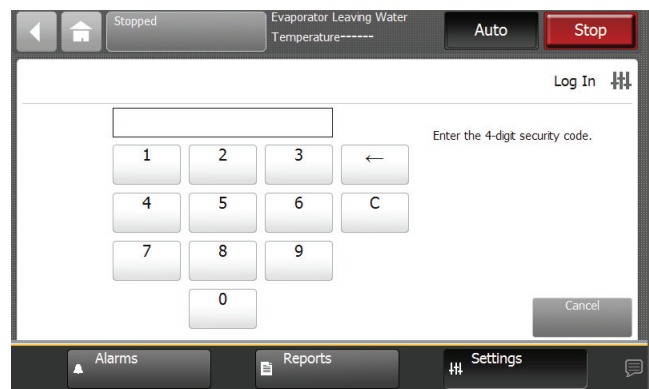 Stopped
Evaporator Leaving Water
Temperature------
Auto
Stop
Log In
Enter the 4-digit security code.
1 2 3 ←
4 5 6 C
7 8 9
0
Cancel
Alarms
Reports
Settings